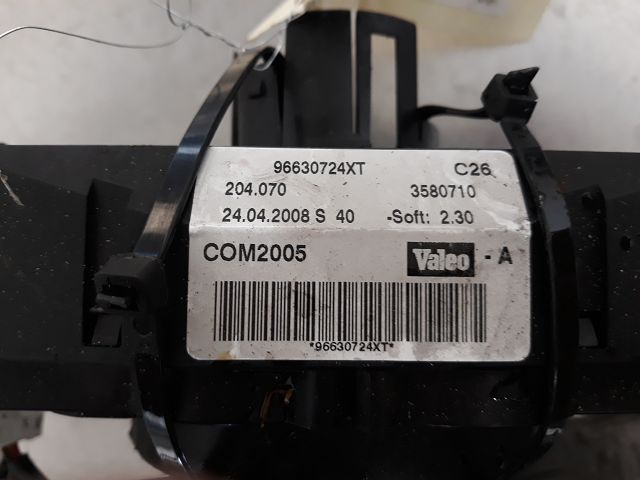 96630724XT C26
204.070 3580710
24.04.2008 S 40 -Soft: 2.30
COM2005 Valeo - A
*96630724XT*